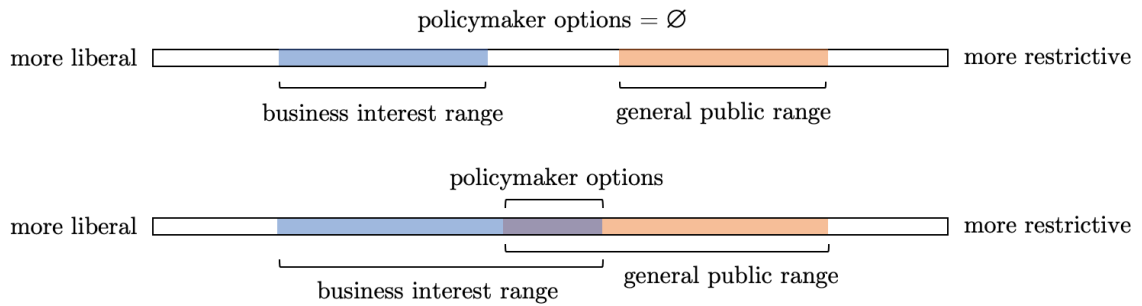 policymaker options = ∅
more liberal
more restrictive
business interest range
general public range
policymaker options
more liberal
more restrictive
general public range
business interest range